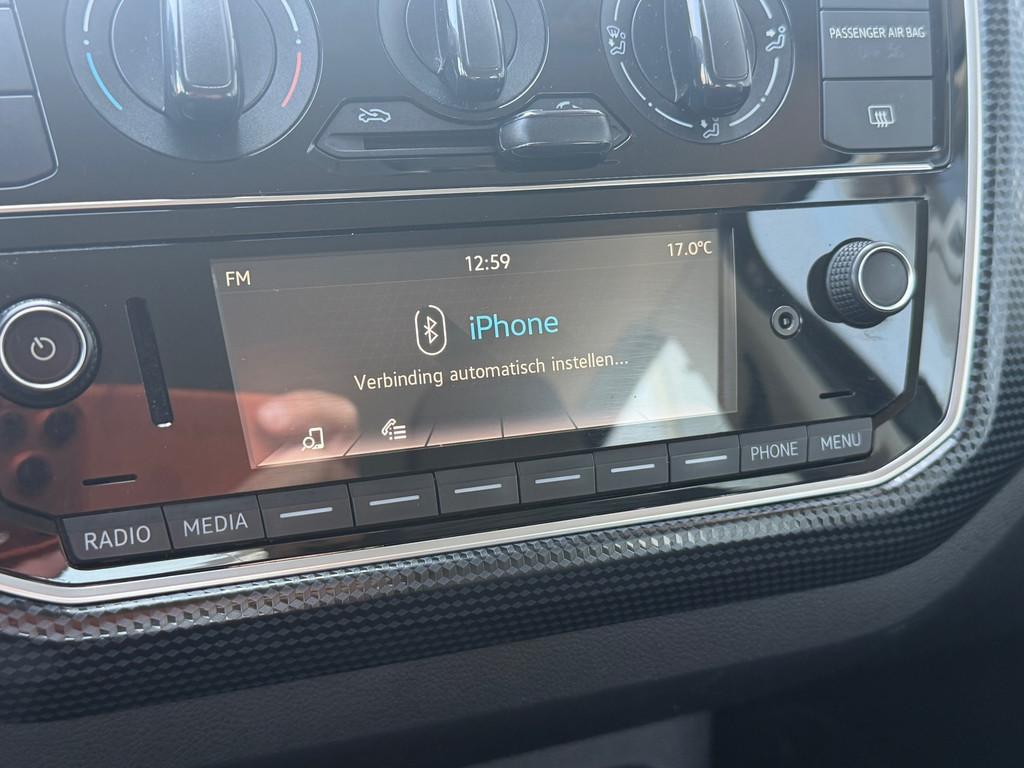 PASSENGER AIR BAG
FM
12:59
17.0°C
iPhone
Verbinding automatisch instellen...
RADIO
MEDIA
PHONE
MENU